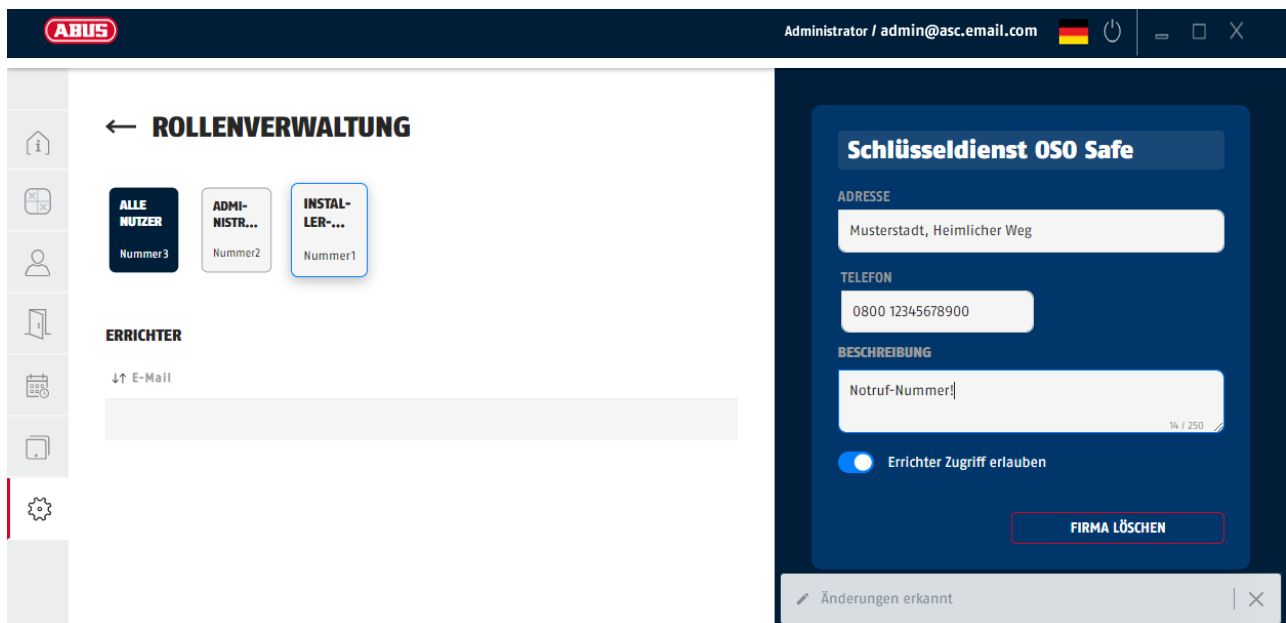 ABUS
Administrator / admin@asc.email.com
← ROLLENVERWALTUNG
ALLE
NUTZER
Nummer3
ADMI-
NISTR...
Nummer2
INSTAL-
LER-...
Nummer1
ERRICHTER
↓↑ E-Mail
Schlüsseldienst OSO Safe
ADRESSE
Musterstadt, Heimlicher Weg
TELEFON
0800 12345678900
BESCHREIBUNG
Notruf-Nummer!
14 / 250
Errichter Zugriff erlauben
FIRMA LÖSCHEN
Änderungen erkannt